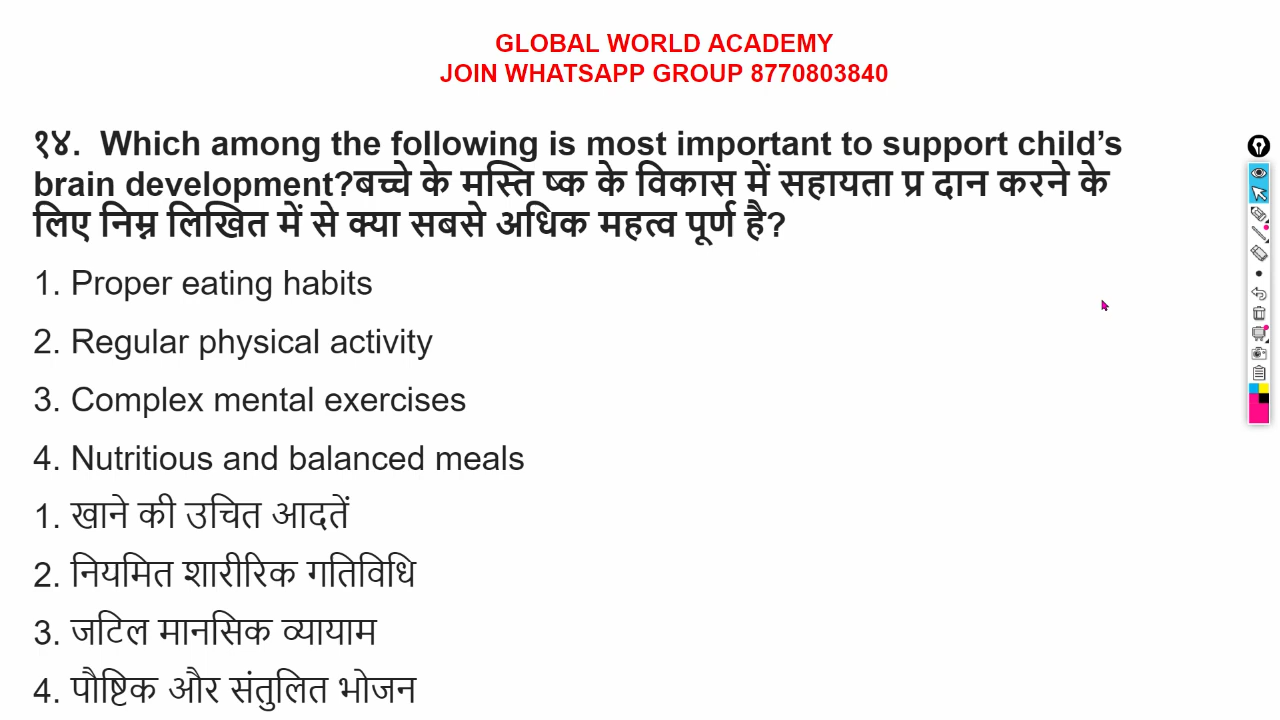 GLOBAL WORLD ACADEMY
JOIN WHATSAPP GROUP 8770803840
१४. Which among the following is most important to support child’s
brain development?बच्चे के मस्ति ष्क के विकास में सहायता प्र दान करने के
लिए निम्न लिखित में से क्या सबसे अधिक महत्व पूर्ण है?
1. Proper eating habits
2. Regular physical activity
3. Complex mental exercises
4. Nutritious and balanced meals
1. खाने की उचित आदतें
2. नियमित शारीरिक गतिविधि
3. जटिल मानसिक व्यायाम
4. पौष्टिक और संतुलित भोजन